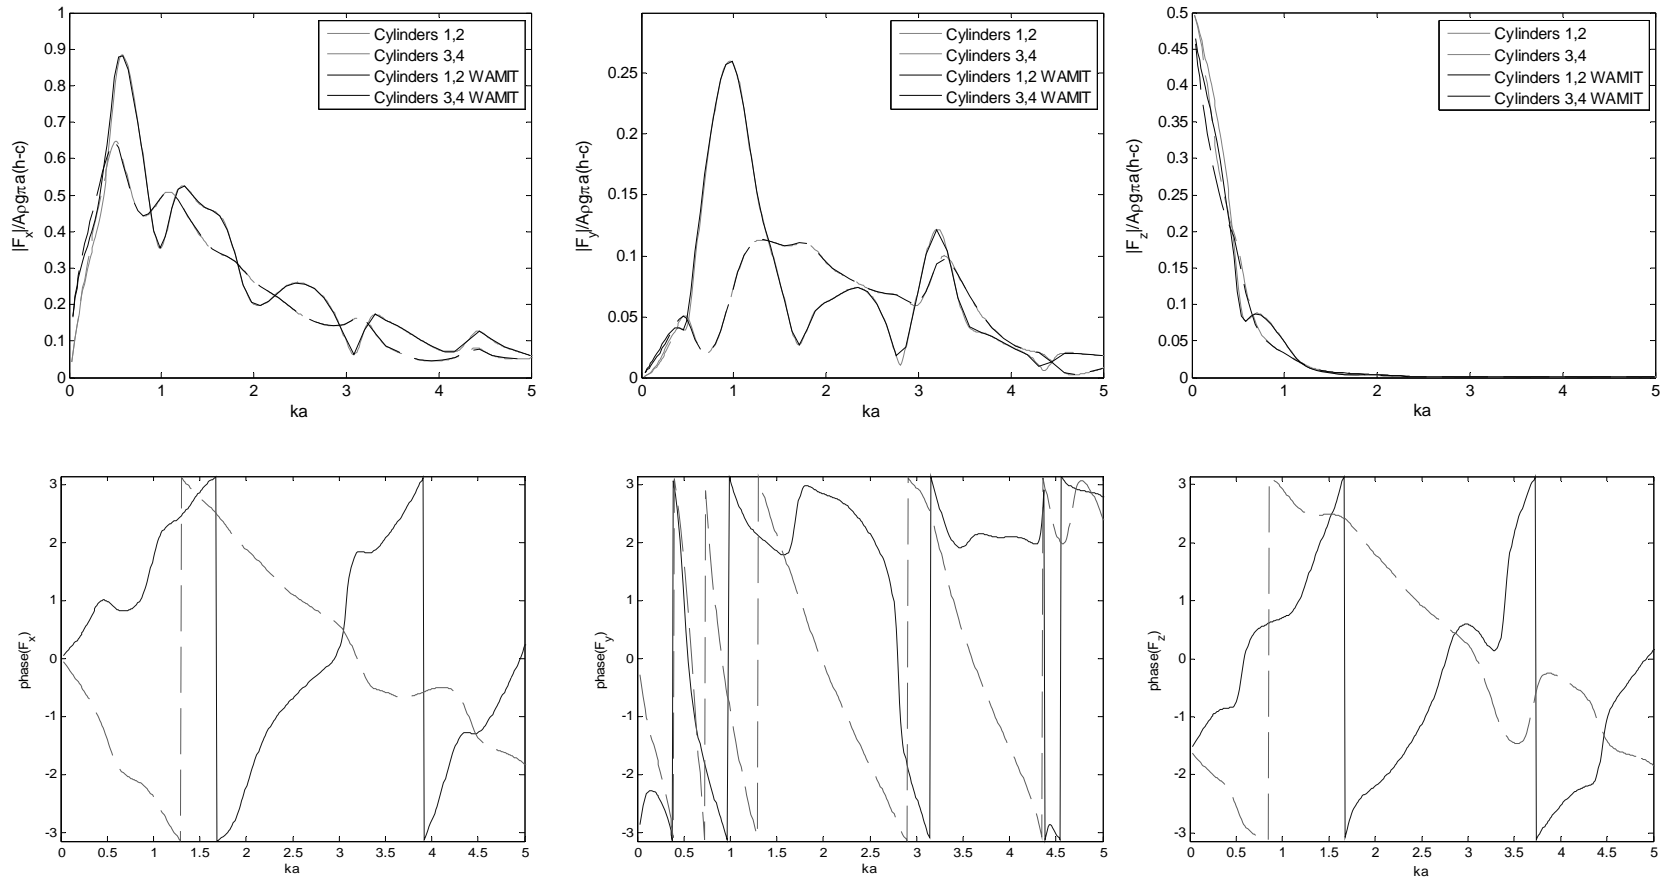 |Fx|/Aρgπa(h-c)
1
0.9
0.8
0.7
0.6
0.5
0.4
0.3
0.2
0.1
0
0 1 2 3 4 5
ka
Cylinders 1,2
Cylinders 3,4
Cylinders 1,2 WAMIT
Cylinders 3,4 WAMIT
|Fy|/Aρgπa(h-c)
0.25
0.2
0.15
0.1
0.05
0
0 1 2 3 4 5
ka
Cylinders 1,2
Cylinders 3,4
Cylinders 1,2 WAMIT
Cylinders 3,4 WAMIT
|Fz|/Aρgπa(h-c)
0.5
0.45
0.4
0.35
0.3
0.25
0.2
0.15
0.1
0.05
0
0 1 2 3 4 5
ka
Cylinders 1,2
Cylinders 3,4
Cylinders 1,2 WAMIT
Cylinders 3,4 WAMIT
phase(Fx)
3
2
1
0
-1
-2
-3
0 0.5 1 1.5 2 2.5 3 3.5 4 4.5 5
ka
phase(Fy)
3
2
1
0
-1
-2
-3
0 0.5 1 1.5 2 2.5 3 3.5 4 4.5 5
ka
phase(Fz)
3
2
1
0
-1
-2
-3
0 0.5 1 1.5 2 2.5 3 3.5 4 4.5 5
ka